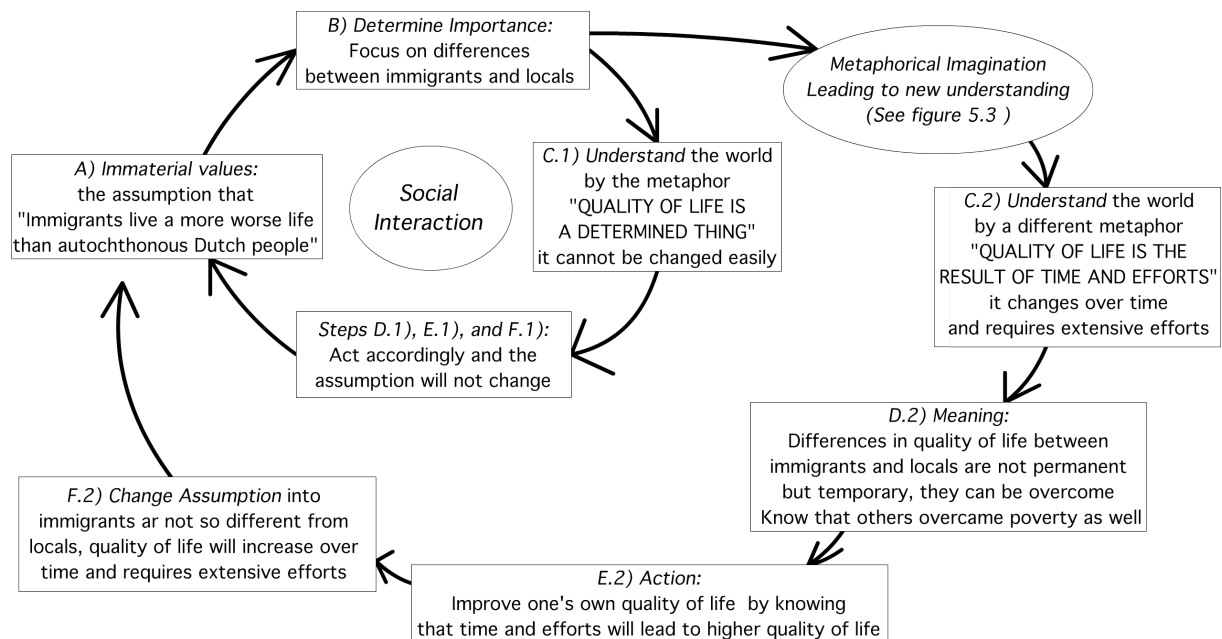 B) Determine Importance:
Focus on differences
between immigrants and locals
Metaphorical Imagination
Leading to new understanding
(See figure 5.3 )
A) Immaterial values:
the assumption that
"Immigrants live a more worse life
than autochthonous Dutch people"
Social
Interaction
C.1) Understand the world
by the metaphor
"QUALITY OF LIFE IS
A DETERMINED THING"
it cannot be changed easily
C.2) Understand the world
by a different metaphor
"QUALITY OF LIFE IS THE
RESULT OF TIME AND EFFORTS"
it changes over time
and requires extensive efforts
Steps D.1), E.1), and F.1):
Act accordingly and the
assumption will not change
D.2) Meaning:
Differences in quality of life between
immigrants and locals are not permanent
but temporary, they can be overcome
Know that others overcame poverty as well
F.2) Change Assumption into
immigrants ar not so different from
locals, quality of life will increase over
time and requires extensive efforts
E.2) Action:
Improve one's own quality of life by knowing
that time and efforts will lead to higher quality of life